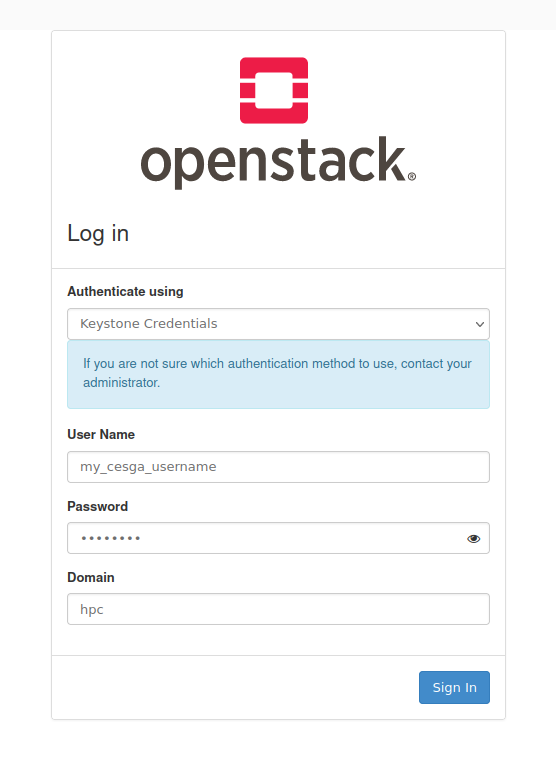 openstack®
Log in
Authenticate using
Keystone Credentials
If you are not sure which authentication method to use, contact your
administrator.
User Name
my_cesga_username
Password
••••••••
Domain
hpc
Sign In